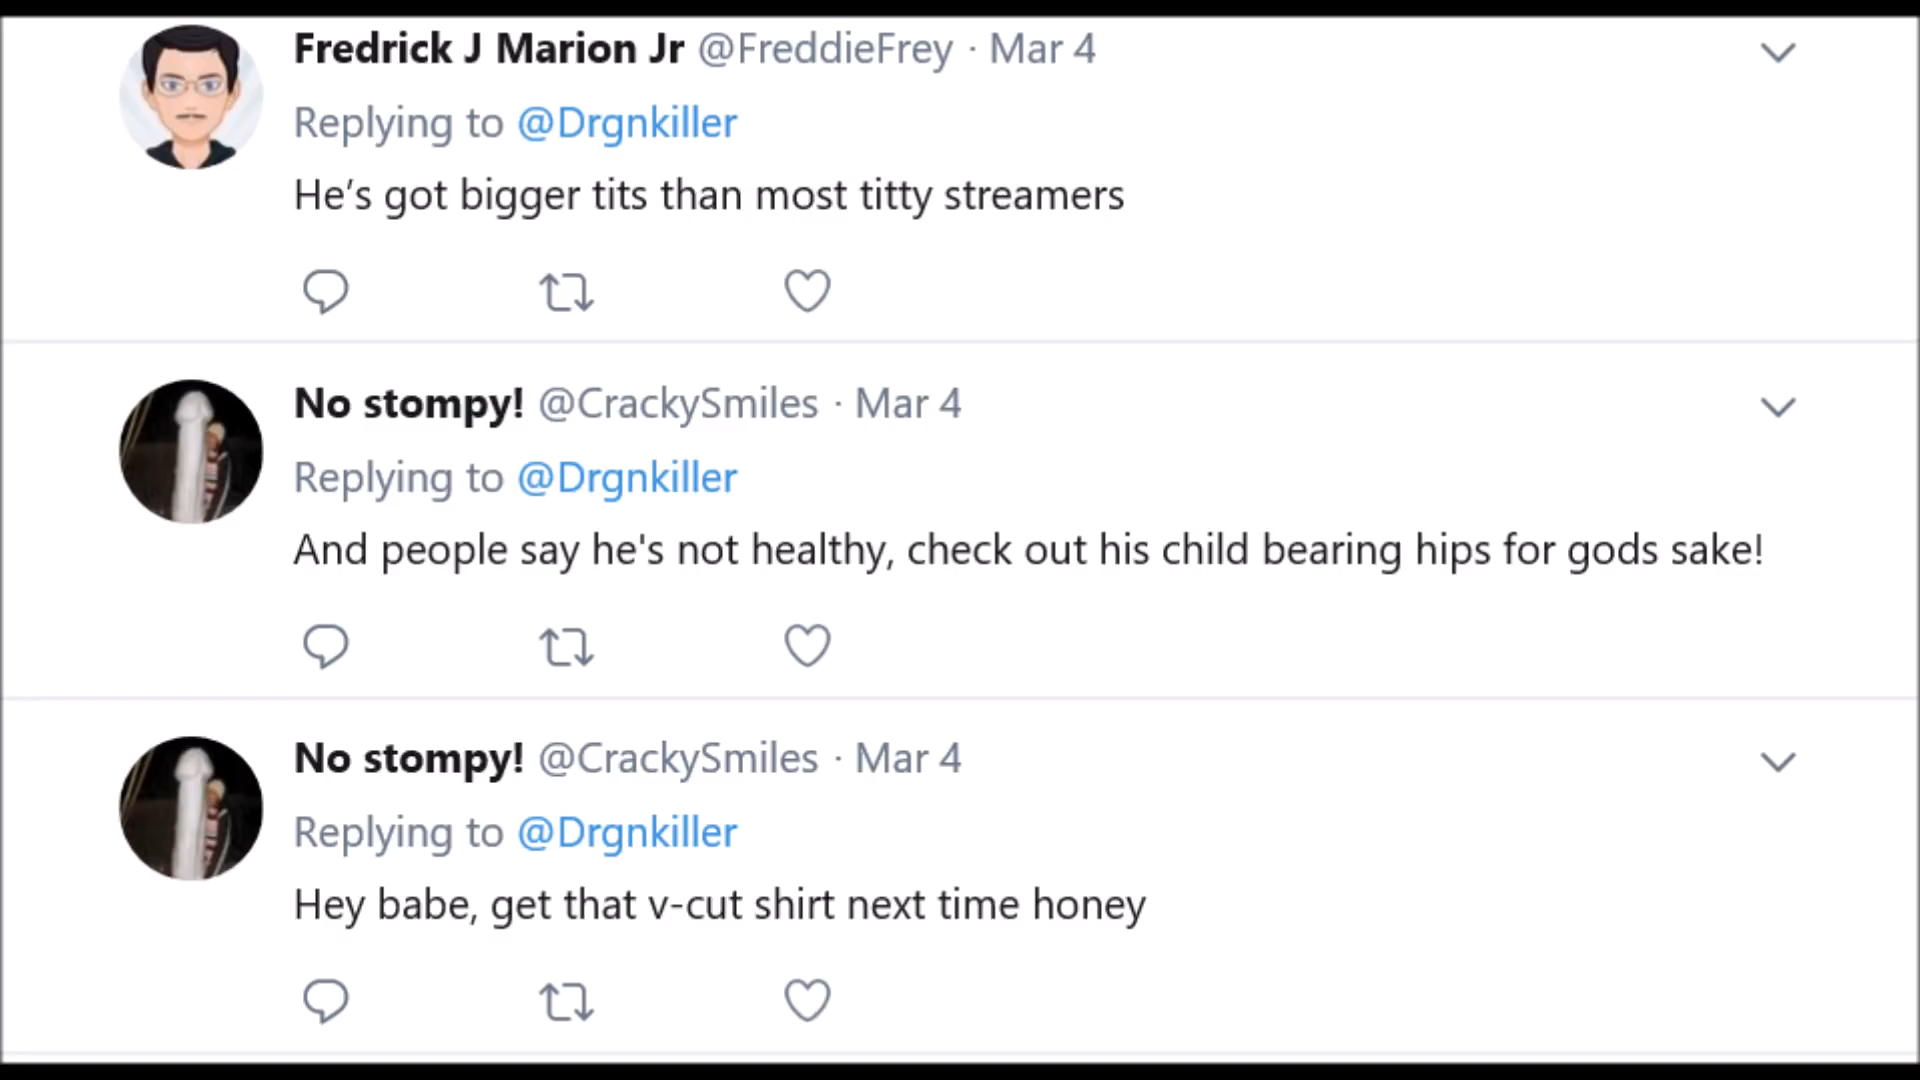 Fredrick J Marion Jr @FreddieFrey · Mar 4
Replying to @Drgnkiller
He’s got bigger tits than most titty streamers
No stompy! @CrackySmiles · Mar 4
Replying to @Drgnkiller
And people say he's not healthy, check out his child bearing hips for gods sake!
No stompy! @CrackySmiles · Mar 4
Replying to @Drgnkiller
Hey babe, get that v-cut shirt next time honey